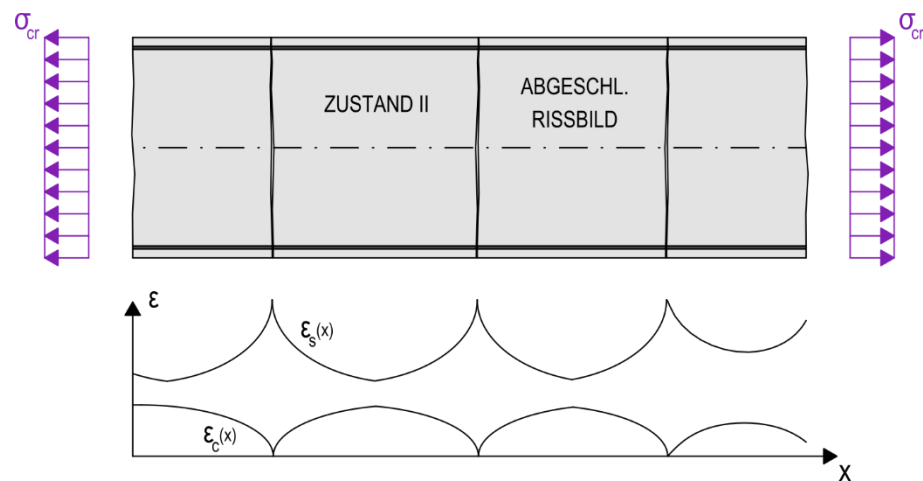 σcr
σcr
ZUSTAND II
ABGESCHL.
RISSBILD
ε
εs(x)
εc(x)
x